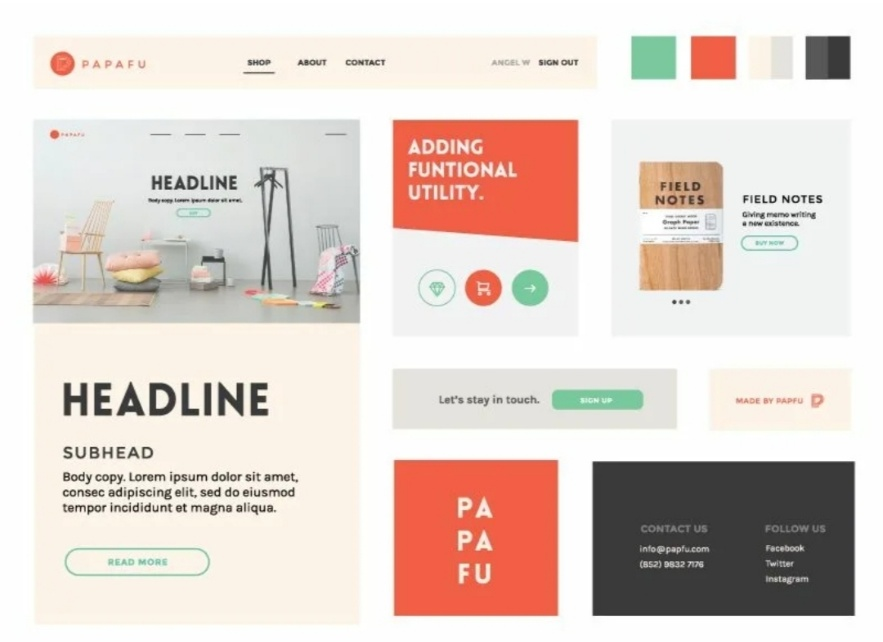 PAPAFU
SHOP ABOUT CONTACT
ANGEL W SIGN OUT
PAPAFU
HEADLINE
Body copy. Lorem ipsum dolor sit amet.
ADDING
FUNTIONAL
UTILITY.
FIELD
NOTES
Graph Paper
FIELD NOTES
Giving memo writing
a new existence.
BUY NOW
HEADLINE
SUBHEAD
Body copy. Lorem ipsum dolor sit amet,
consec adipiscing elit, sed do eiusmod
tempor incididunt et magna aliqua.
READ MORE
Let's stay in touch.
SIGN UP
MADE BY PAPFU
PA
PA
FU
CONTACT US
info@papfu.com
(852) 9832 7176
FOLLOW US
Facebook
Twitter
Instagram